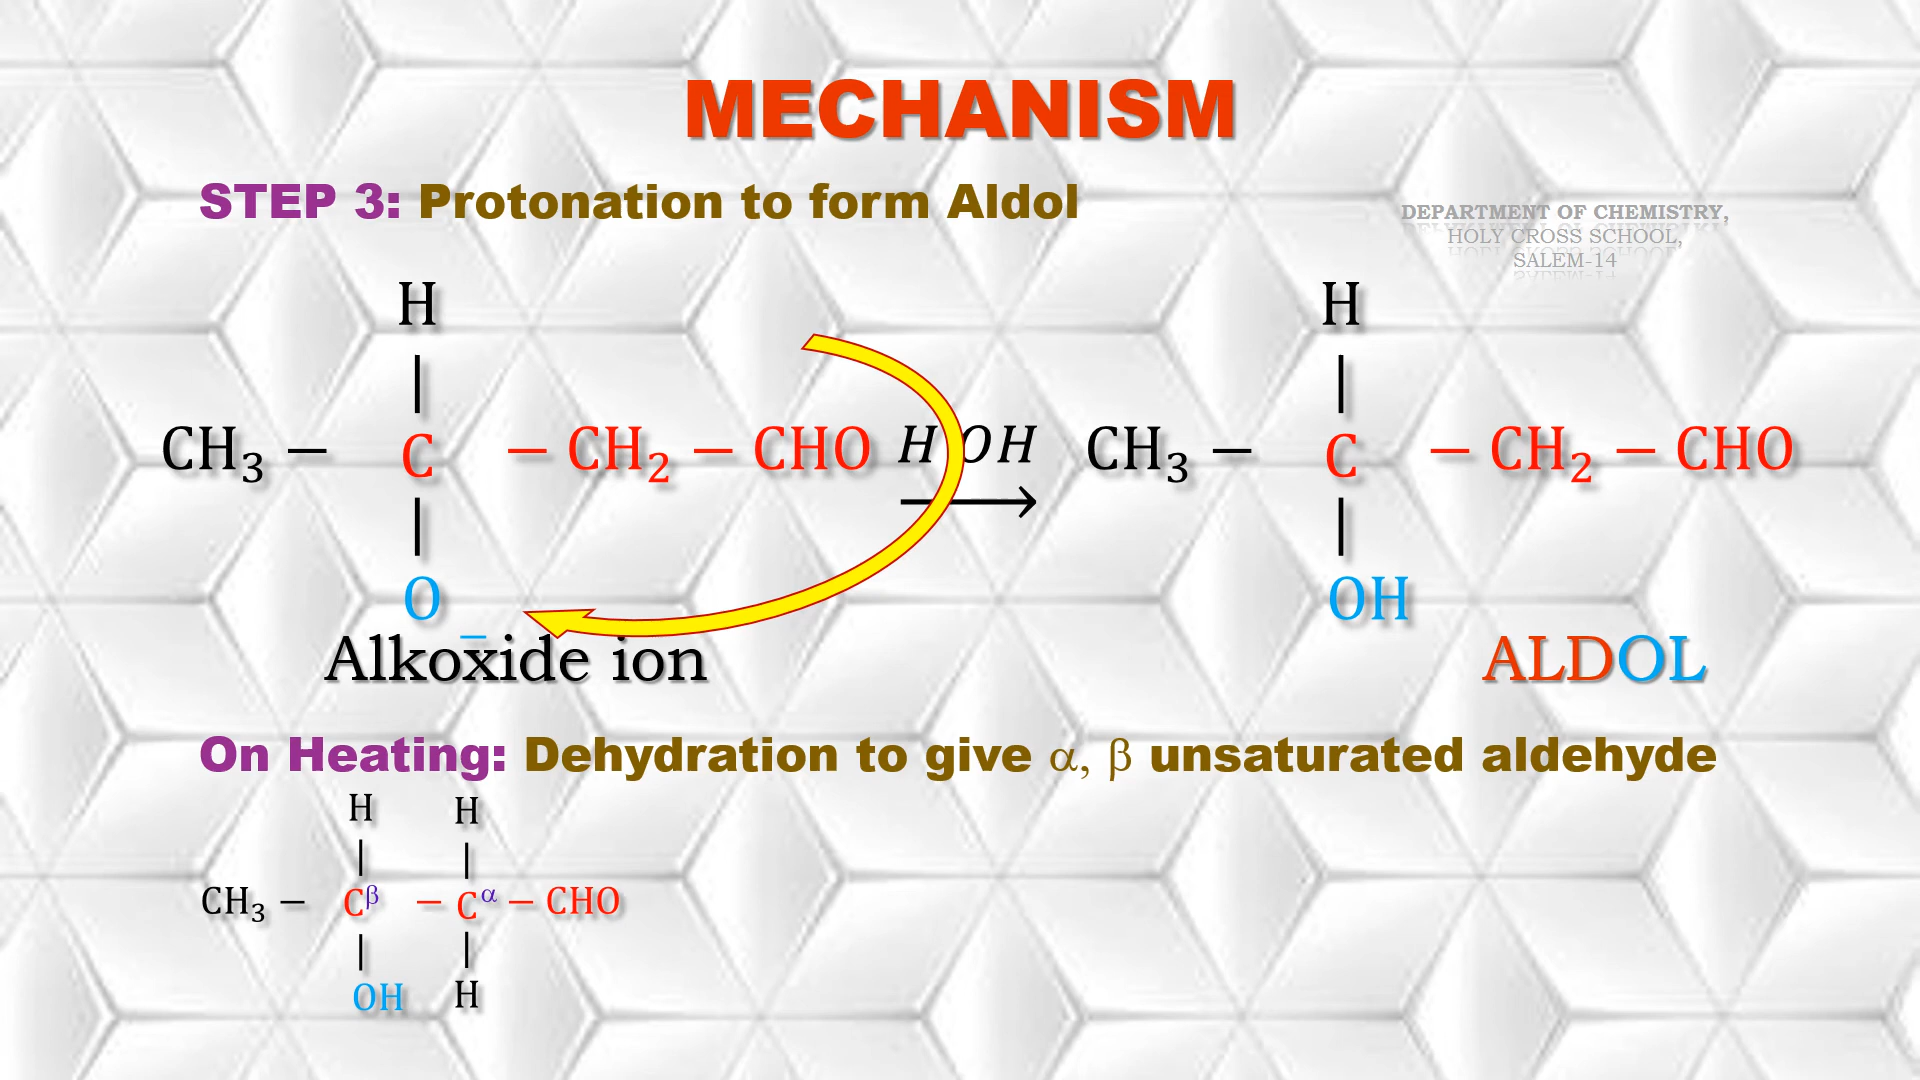 MECHANISM
STEP 3: Protonation to form Aldol
DEPARTMENT OF CHEMISTRY,
HOLY CROSS SCHOOL,
SALEM-14
H H
| |
CH₃ − C − CH₂ − CHO H OH → CH₃ − C − CH₂ − CHO
| |
O⁻ OH
Alkoxide ion ALDOL
On Heating: Dehydration to give α, β unsaturated aldehyde
H H
| |
CH₃ − Cᵝ − Cᵅ − CHO
| |
OH H